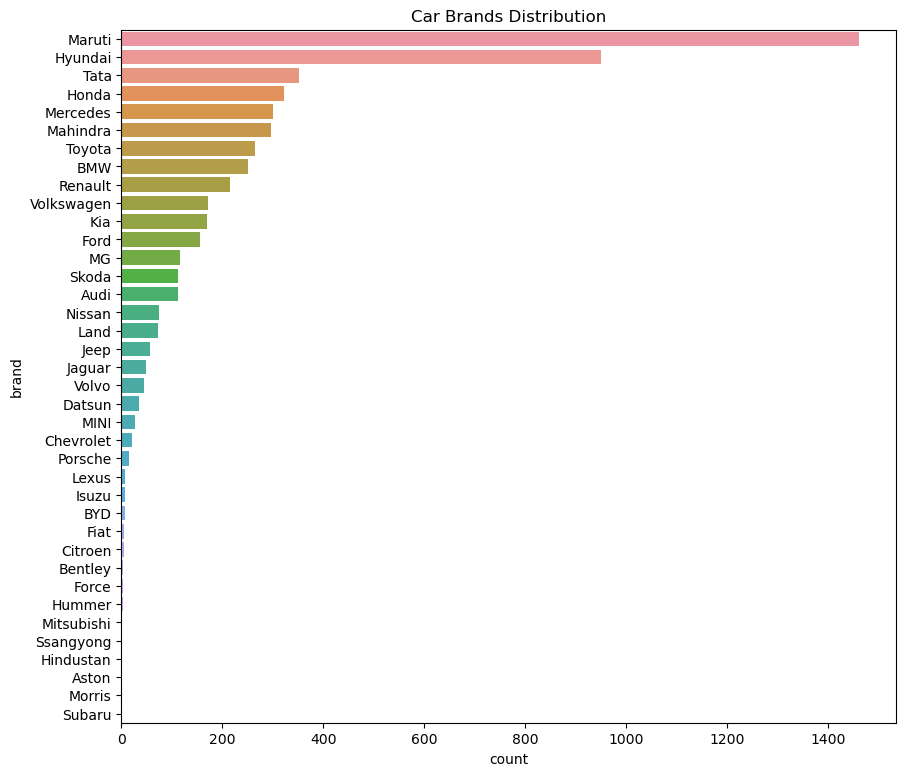 Car Brands Distribution
Maruti
Hyundai
Tata
Honda
Mercedes
Mahindra
Toyota
BMW
Renault
Volkswagen
Kia
Ford
MG
Skoda
Audi
Nissan
Land
Jeep
Jaguar
Volvo
Datsun
MINI
Chevrolet
Porsche
Lexus
Isuzu
BYD
Fiat
Citroen
Bentley
Force
Hummer
Mitsubishi
Ssangyong
Hindustan
Aston
Morris
Subaru
brand
0 200 400 600 800 1000 1200 1400
count